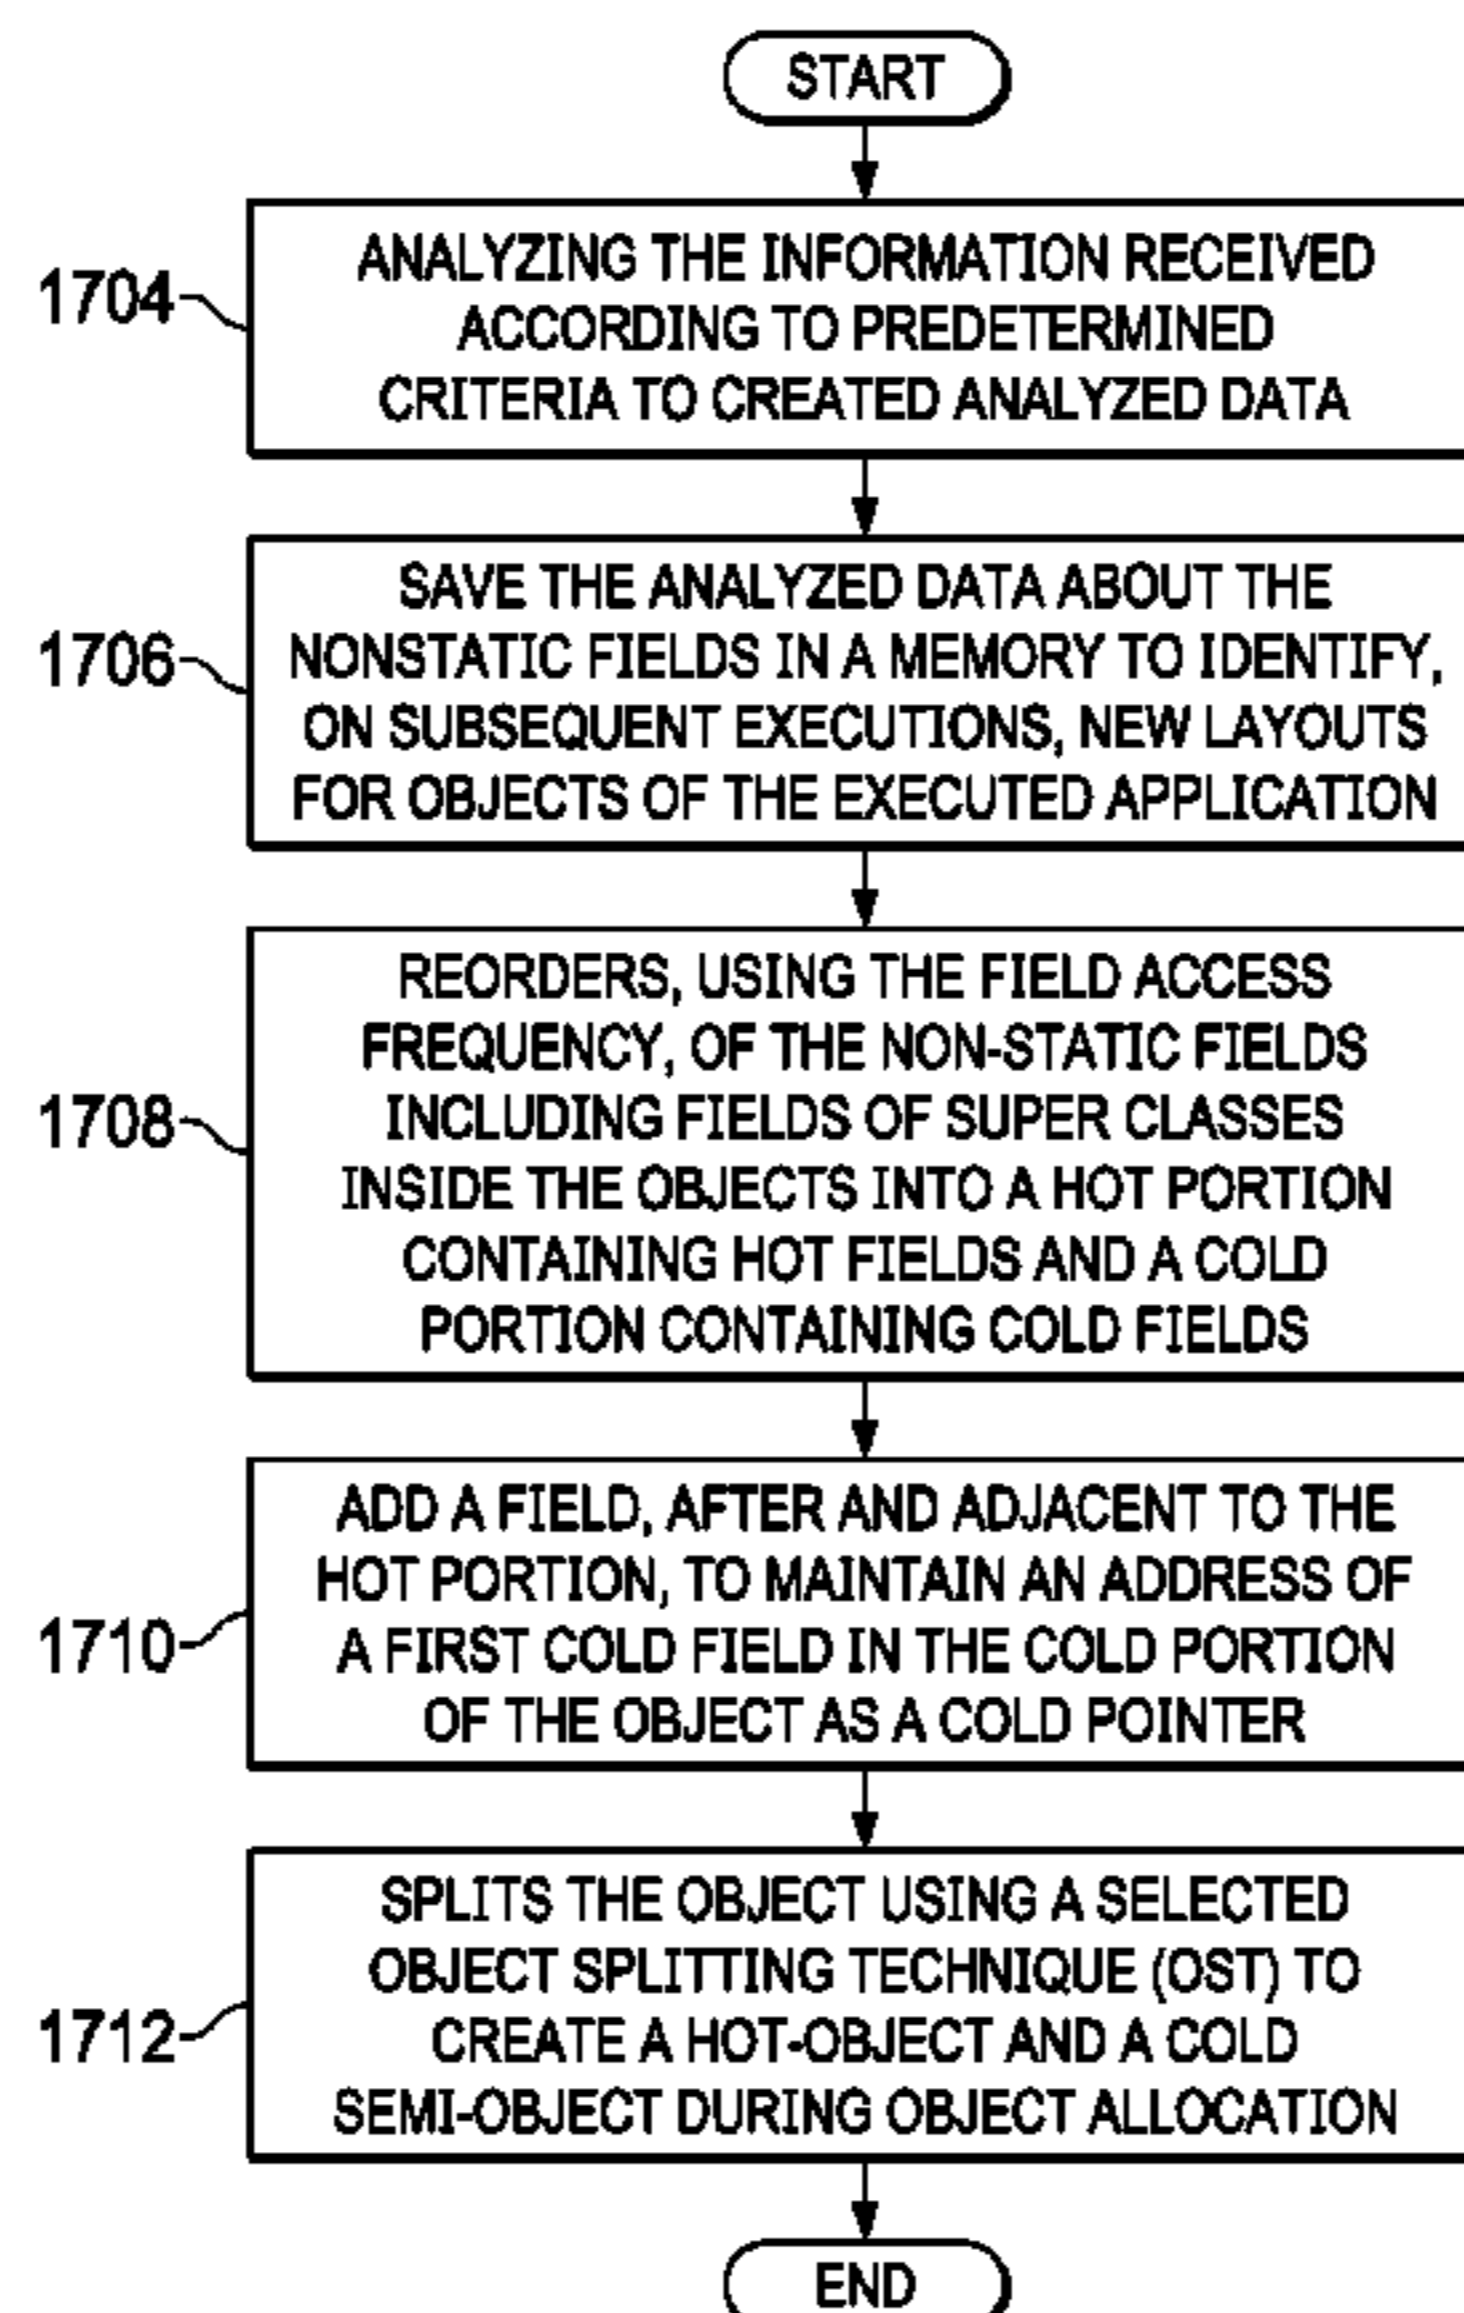 START
1704
ANALYZING THE INFORMATION RECEIVED
ACCORDING TO PREDETERMINED
CRITERIA TO CREATED ANALYZED DATA
1706
SAVE THE ANALYZED DATA ABOUT THE
NONSTATIC FIELDS IN A MEMORY TO IDENTIFY,
ON SUBSEQUENT EXECUTIONS, NEW LAYOUTS
FOR OBJECTS OF THE EXECUTED APPLICATION
1708
REORDERS, USING THE FIELD ACCESS
FREQUENCY, OF THE NON-STATIC FIELDS
INCLUDING FIELDS OF SUPER CLASSES
INSIDE THE OBJECTS INTO A HOT PORTION
CONTAINING HOT FIELDS AND A COLD
PORTION CONTAINING COLD FIELDS
1710
ADD A FIELD, AFTER AND ADJACENT TO THE
HOT PORTION, TO MAINTAIN AN ADDRESS OF
A FIRST COLD FIELD IN THE COLD PORTION
OF THE OBJECT AS A COLD POINTER
1712
SPLITS THE OBJECT USING A SELECTED
OBJECT SPLITTING TECHNIQUE (OST) TO
CREATE A HOT-OBJECT AND A COLD
SEMI-OBJECT DURING OBJECT ALLOCATION
END